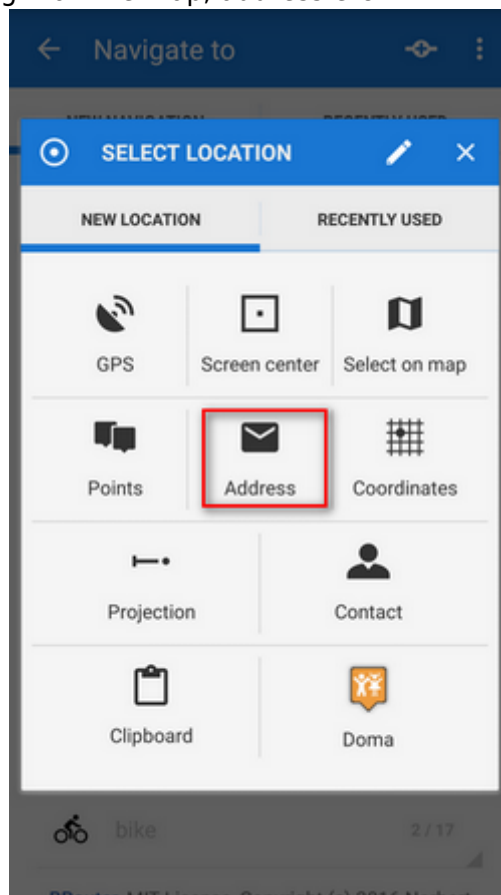 Navigate to
SELECT LOCATION
NEW LOCATION
RECENTLY USED
GPS
Screen center
Select on map
Points
Address
Coordinates
Projection
Contact
Clipboard
Doma
bike
2 / 17